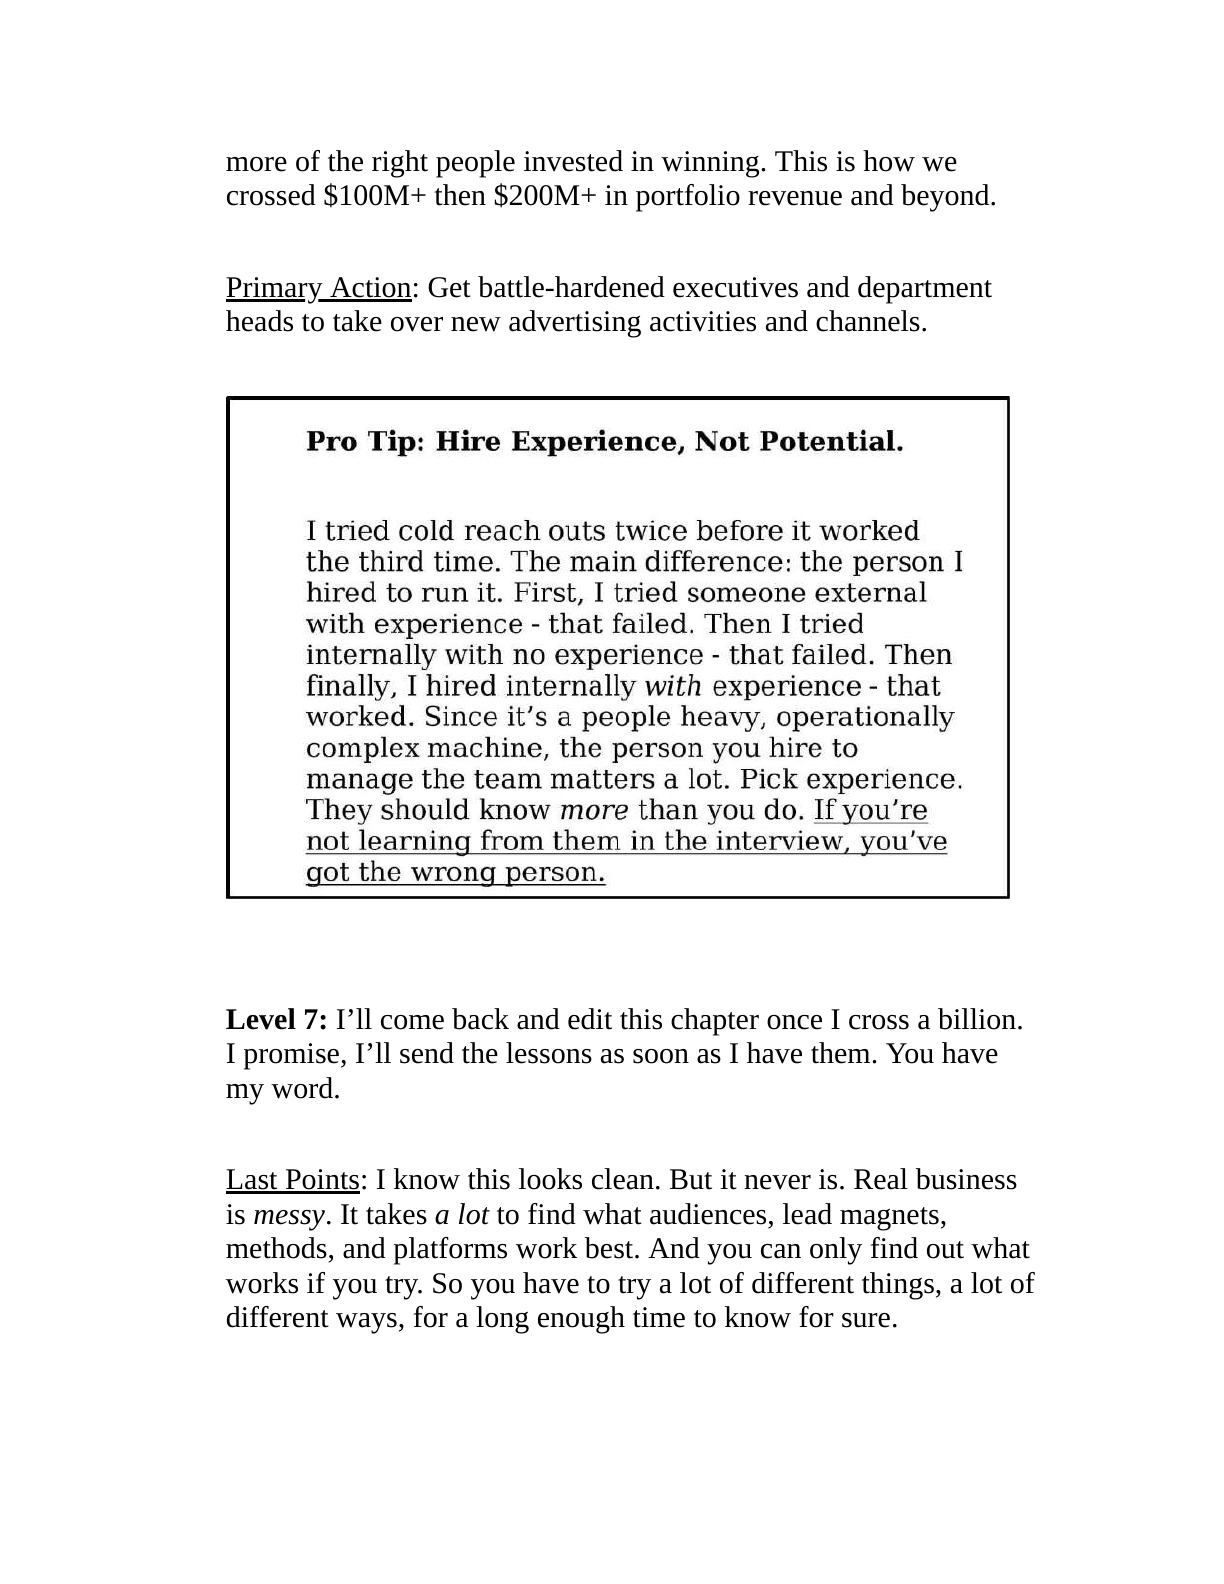 more of the right people invested in winning. This is how we
crossed $100M+ then $200M+ in portfolio revenue and beyond.
Primary Action: Get battle-hardened executives and department
heads to take over new advertising activities and channels.
Pro Tip: Hire Experience, Not Potential.
I tried cold reach outs twice before it worked
the third time. The main difference: the person I
hired to run it. First, I tried someone external
with experience - that failed. Then I tried
internally with no experience - that failed. Then
finally, I hired internally with experience - that
worked. Since it’s a people heavy, operationally
complex machine, the person you hire to
manage the team matters a lot. Pick experience.
They should know more than you do. If you’re
not learning from them in the interview, you’ve
got the wrong person.
Level 7: I’ll come back and edit this chapter once I cross a billion.
I promise, I’ll send the lessons as soon as I have them. You have
my word.
Last Points: I know this looks clean. But it never is. Real business
is messy. It takes a lot to find what audiences, lead magnets,
methods, and platforms work best. And you can only find out what
works if you try. So you have to try a lot of different things, a lot of
different ways, for a long enough time to know for sure.